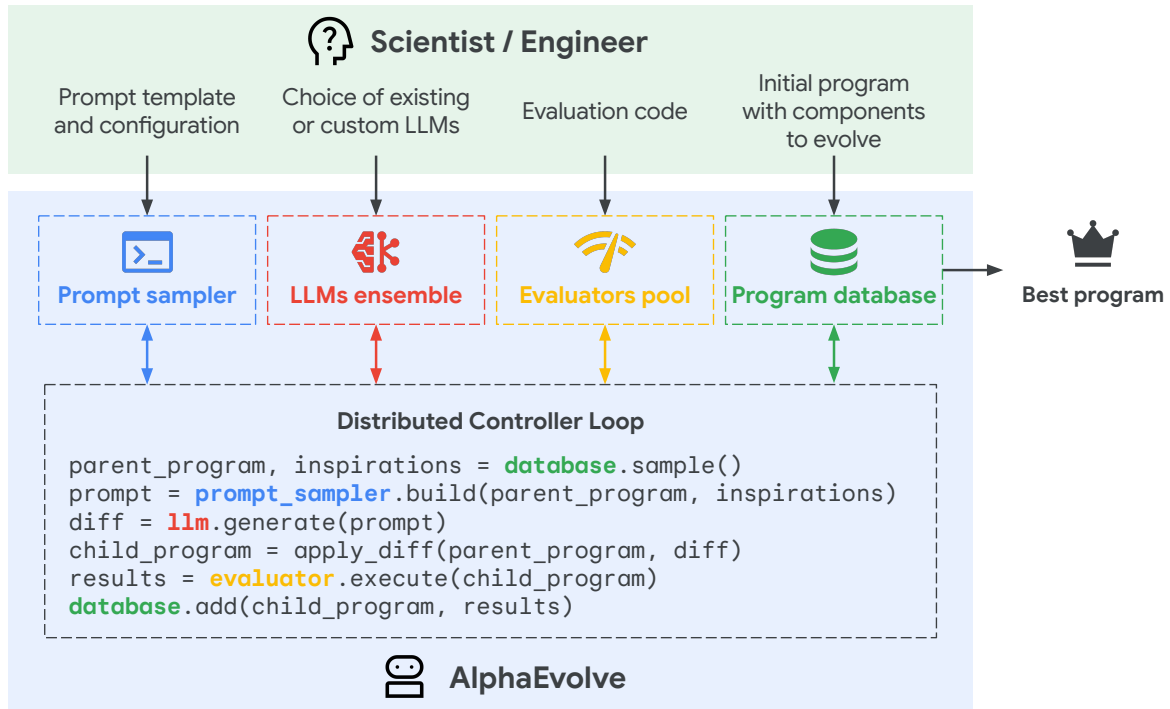 Scientist / Engineer
Prompt template
and configuration
Choice of existing
or custom LLMs
Evaluation code
Initial program
with components
to evolve
Prompt sampler
LLMs ensemble
Evaluators pool
Program database
Best program
Distributed Controller Loop
parent_program, inspirations = database.sample()
prompt = prompt_sampler.build(parent_program, inspirations)
diff = llm.generate(prompt)
child_program = apply_diff(parent_program, diff)
results = evaluator.execute(child_program)
database.add(child_program, results)
AlphaEvolve